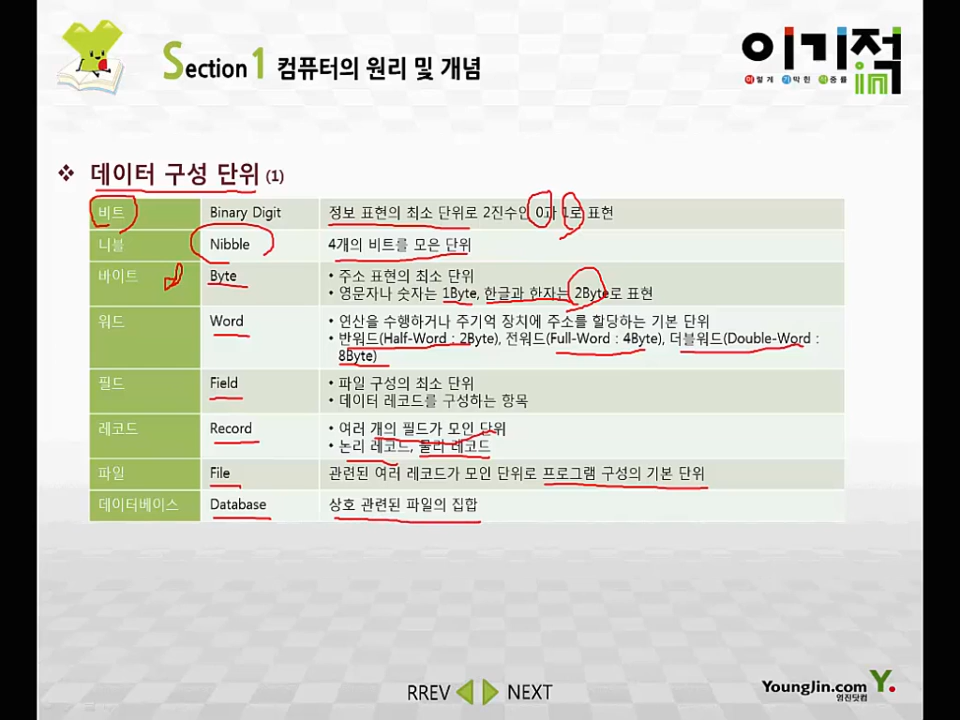 Section 1 컴퓨터의 원리 및 개념
이기적 in
이렇게 기막힌 적중률
❖ 데이터 구성 단위 (1)
비트 Binary Digit 정보 표현의 최소 단위로 2진수인 0과 1로 표현
니블 Nibble 4개의 비트를 모은 단위
바이트 Byte • 주소 표현의 최소 단위
• 영문자나 숫자는 1Byte, 한글과 한자는 2Byte로 표현
워드 Word • 연산을 수행하거나 주기억 장치에 주소를 할당하는 기본 단위
• 반워드(Half-Word : 2Byte), 전워드(Full-Word : 4Byte), 더블워드(Double-Word :
8Byte)
필드 Field • 파일 구성의 최소 단위
• 데이터 레코드를 구성하는 항목
레코드 Record • 여러 개의 필드가 모인 단위
• 논리 레코드, 물리 레코드
파일 File 관련된 여러 레코드가 모인 단위로 프로그램 구성의 기본 단위
데이터베이스 Database 상호 관련된 파일의 집합
RREV NEXT
YoungJin.com Y.
영진닷컴